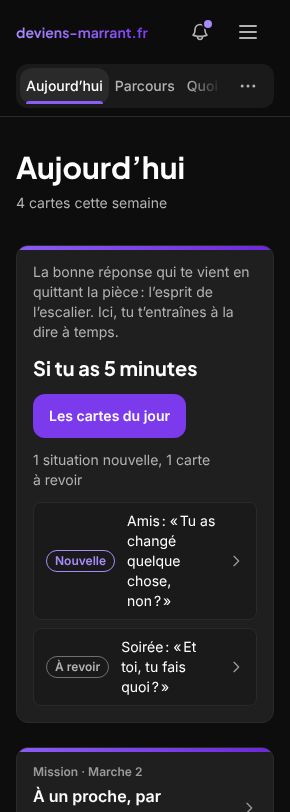 deviens-marrant.fr
Aujourd’hui Parcours Quoi
Aujourd’hui
4 cartes cette semaine
La bonne réponse qui te vient en
quittant la pièce : l’esprit de
l’escalier. Ici, tu t’entraînes à la
dire à temps.
Si tu as 5 minutes
Les cartes du jour
1 situation nouvelle, 1 carte
à revoir
Nouvelle
Amis : « Tu as
changé
quelque
chose,
non ? »
À revoir
Soirée : « Et
toi, tu fais
quoi ? »
Mission · Marche 2
À un proche, par